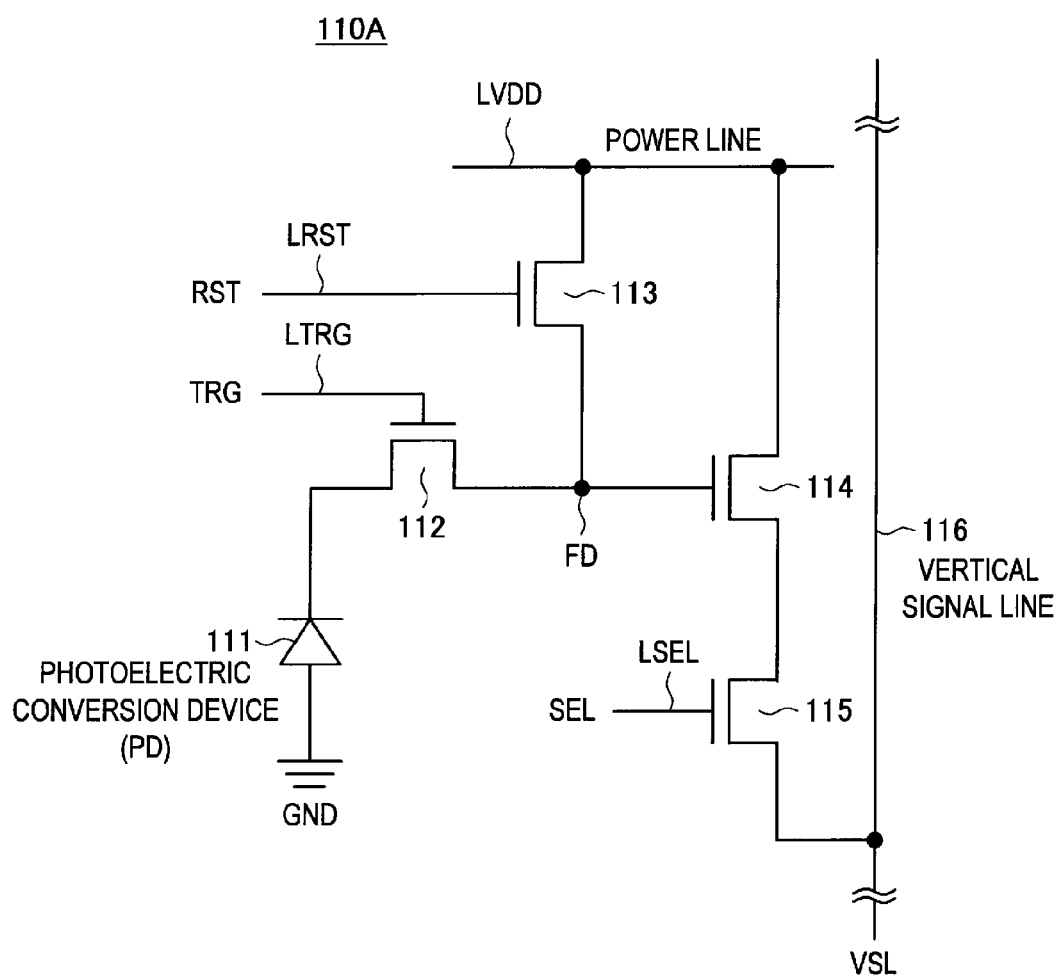 110A
LVDD
POWER LINE
LRST
RST
113
LTRG
TRG
112
FD
114
116
VERTICAL
SIGNAL LINE
111
PHOTOELECTRIC
CONVERSION DEVICE
(PD)
LSEL
SEL
115
GND
VSL